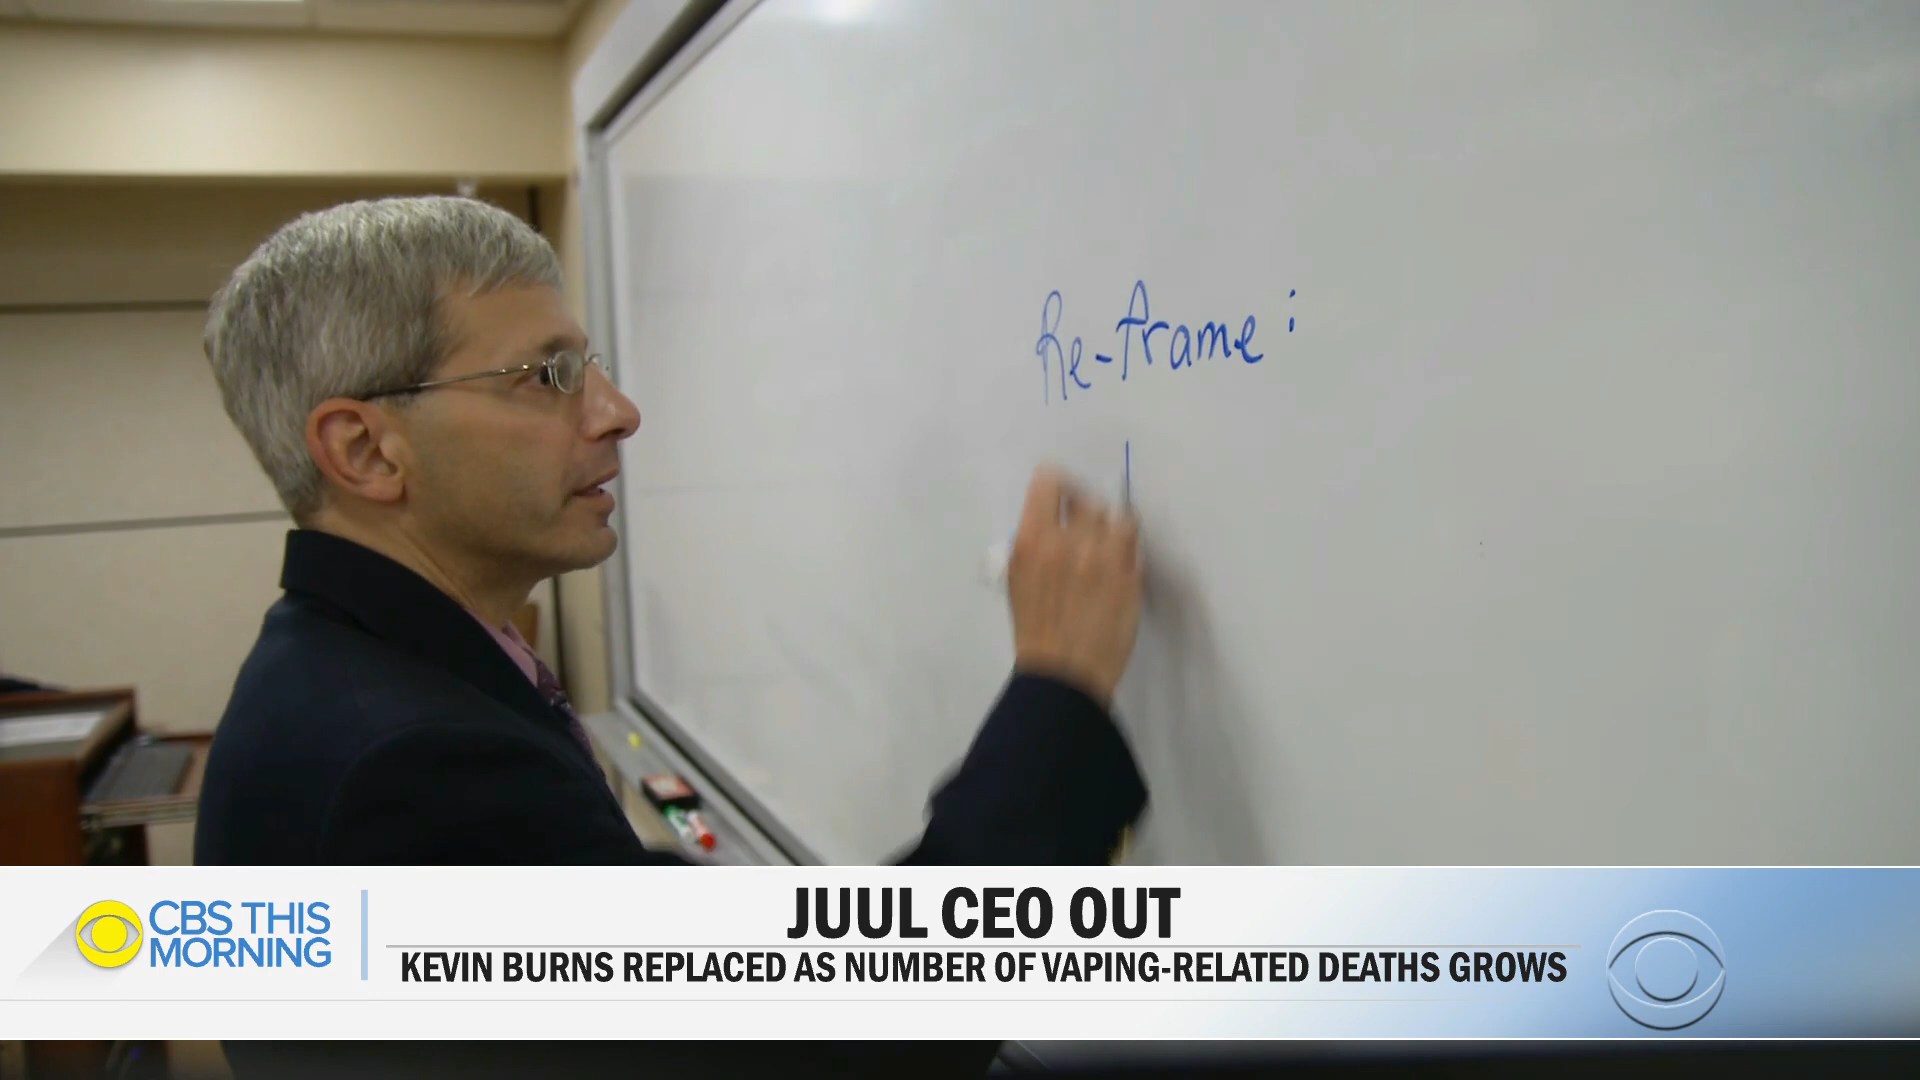 Re-frame:
CBS THIS
MORNING
JUUL CEO OUT
KEVIN BURNS REPLACED AS NUMBER OF VAPING-RELATED DEATHS GROWS